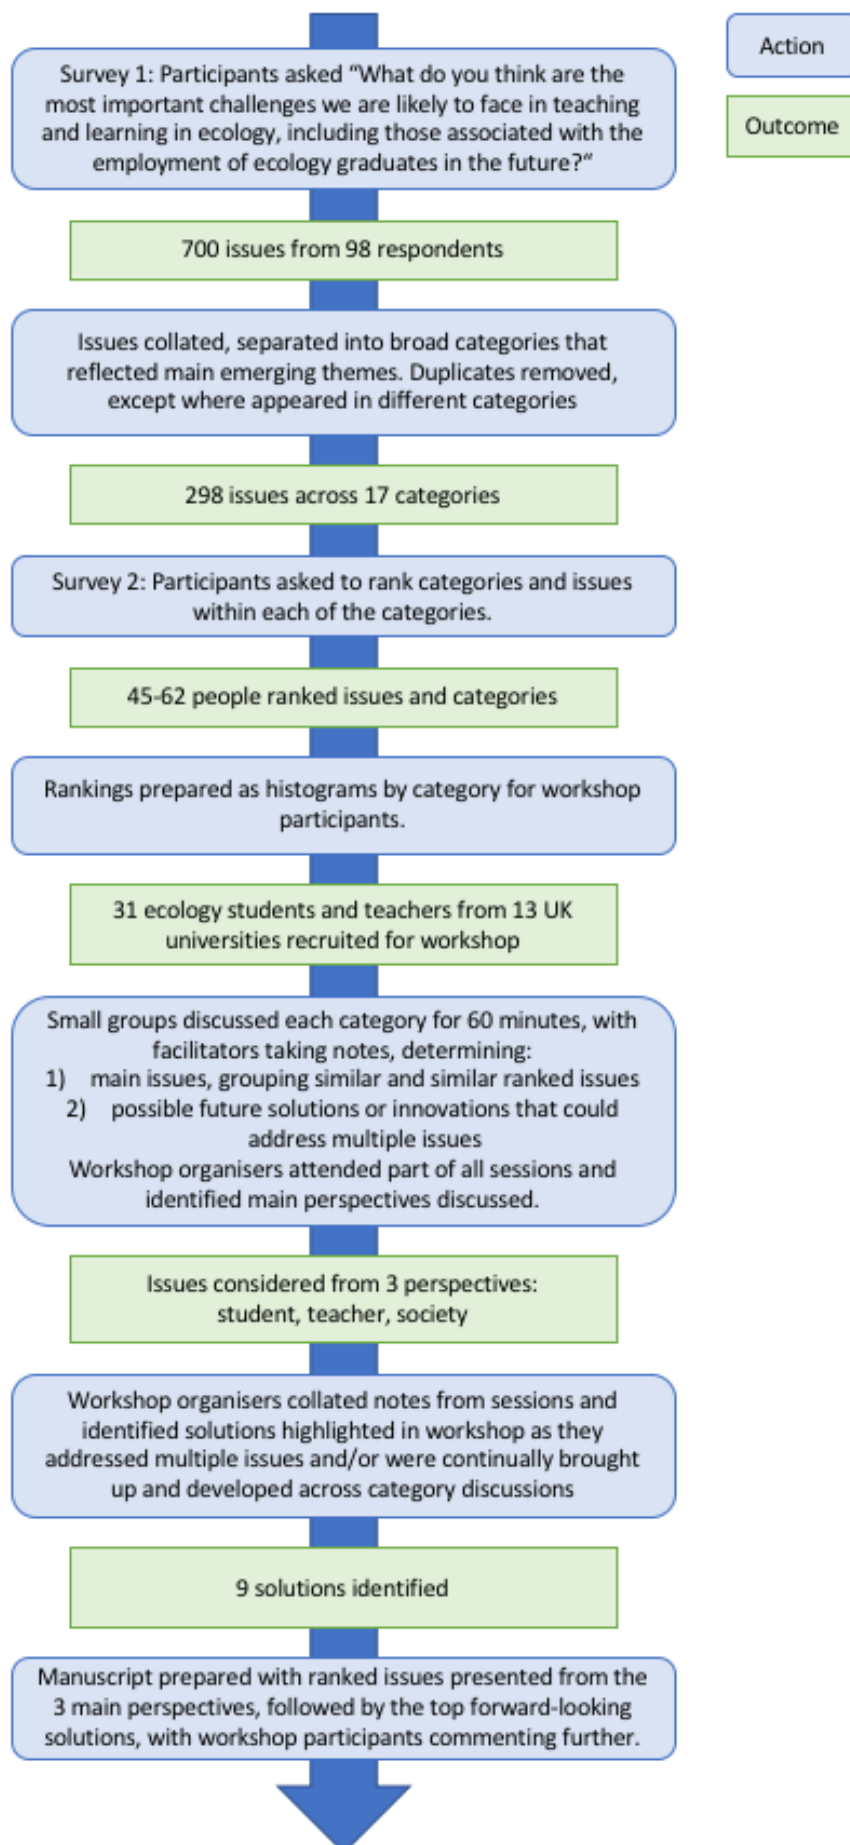 Survey 1: Participants asked “What do you think are the
most important challenges we are likely to face in teaching
and learning in ecology, including those associated with the
employment of ecology graduates in the future?“
Action
Outcome
700 issues from 98 respondents
Issues collated, separated into broad categories that
reflected main emerging themes. Duplicates removed,
except where appeared in different categories
298 issues across 17 categories
Survey 2: Participants asked to rank categories and issues
within each of the categories.
45-62 people ranked issues and categories
Rankings prepared as histograms by category for workshop
participants.
31 ecology students and teachers from 13 UK
universities recruited for workshop
Small groups discussed each category for 60 minutes, with
facilitators taking notes, determining:
1) main issues, grouping similar and similar ranked issues
2) possible future solutions or innovations that could
address multiple issues
Workshop organisers attended part of all sessions and
identified main perspectives discussed.
Issues considered from 3 perspectives:
student, teacher, society
Workshop organisers collated notes from sessions and
identified solutions highlighted in workshop as they
addressed multiple issues and/or were continually brought
up and developed across category discussions
9 solutions identified
Manuscript prepared with ranked issues presented from the
3 main perspectives, followed by the top forward-looking
solutions, with workshop participants commenting further.